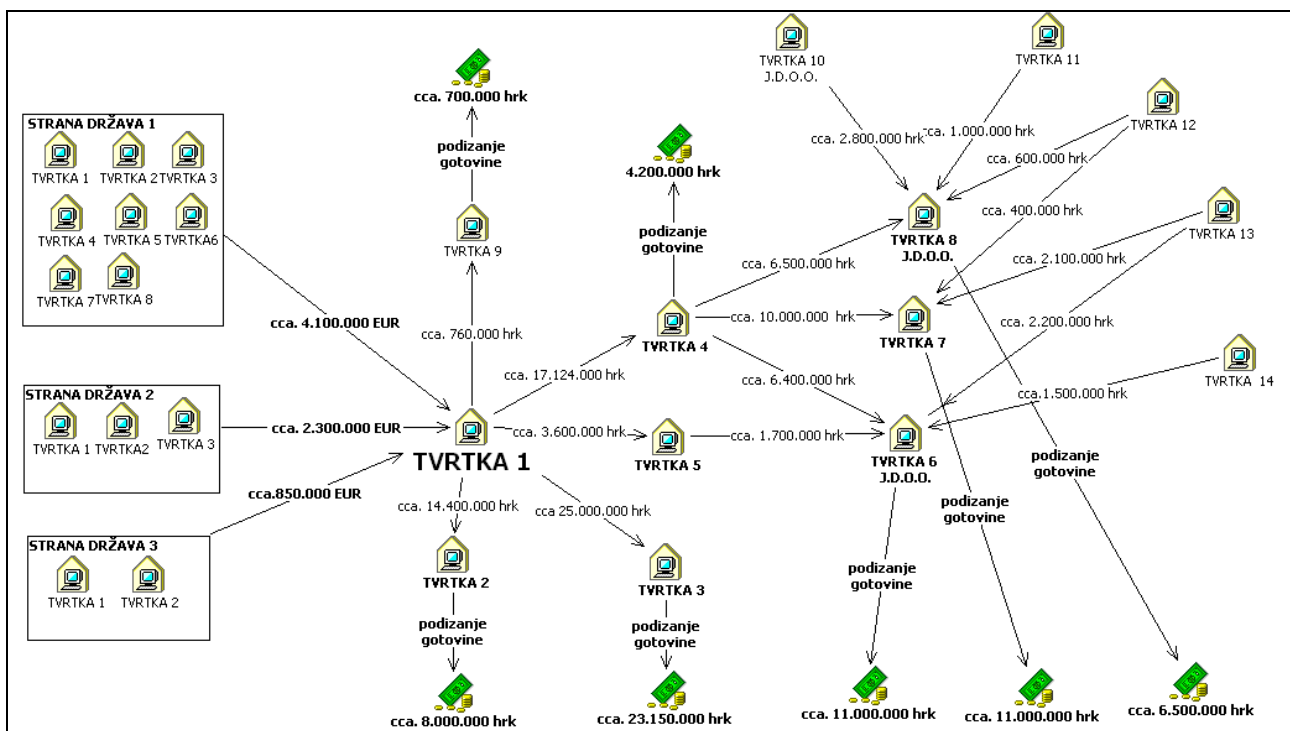 STRANA DRŽAVA 1
TVRTKA 1
TVRTKA 2
TVRTKA 3
TVRTKA 4
TVRTKA 5
TVRTKA6
TVRTKA 7
TVRTKA 8
cca. 4.100.000 EUR
STRANA DRŽAVA 2
TVRTKA 1
TVRTKA2
TVRTKA 3
cca. 2.300.000 EUR
STRANA DRŽAVA 3
TVRTKA 1
TVRTKA 2
cca.850.000 EUR
cca. 700.000 hrk
podizanje
gotovine
TVRTKA 9
cca. 760.000 hrk
TVRTKA 1
cca. 17.124.000 hrk
cca. 3.600.000 hrk
cca. 14.400.000 hrk
cca 25.000.000 hrk
TVRTKA 2
podizanje
gotovine
cca. 8.000.000 hrk
TVRTKA 3
podizanje
gotovine
cca. 23.150.000 hrk
4.200.000 hrk
podizanje
gotovine
TVRTKA 4
cca. 6.500.000 hrk
cca. 10.000.000 hrk
cca. 6.400.000 hrk
TVRTKA 5
cca. 1.700.000 hrk
TVRTKA 10
J.D.O.O.
TVRTKA 11
TVRTKA 12
TVRTKA 13
TVRTKA 14
cca. 2.800.000 hrk
cca. 1.000.000 hrk
cca. 600.000 hrk
cca. 400.000 hrk
cca. 2.100.000 hrk
cca. 2.200.000 hrk
cca.1.500.000 hrk
TVRTKA 8
J.D.O.O.
TVRTKA 7
TVRTKA 6
J.D.O.O.
podizanje
gotovine
podizanje
gotovine
podizanje
gotovine
cca. 11.000.000 hrk
cca. 11.000.000 hrk
cca. 6.500.000 hrk